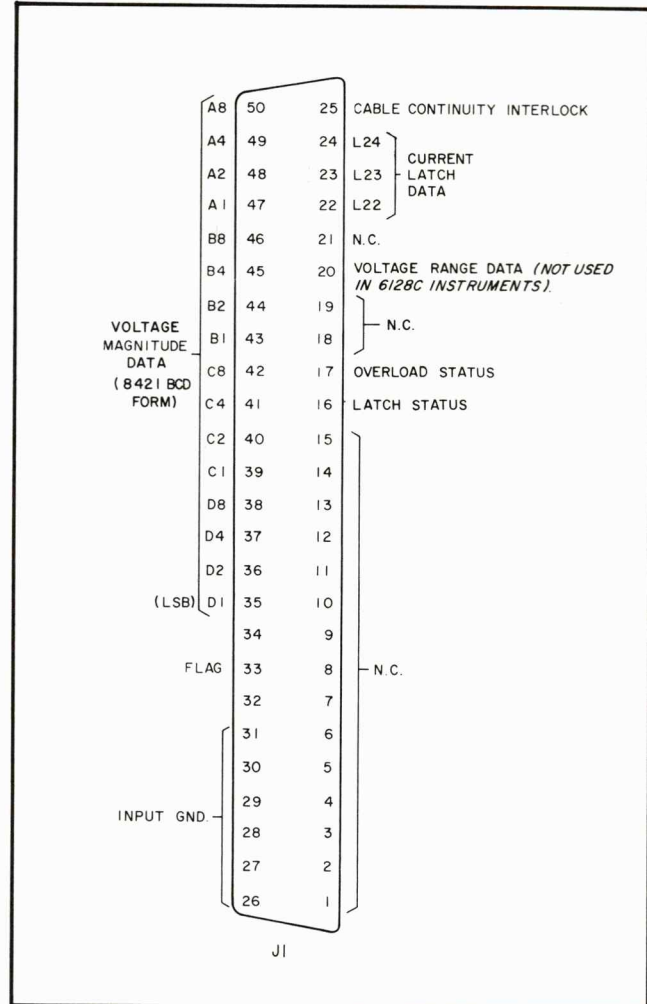 A8 50 25 CABLE CONTINUITY INTERLOCK
A4 49 24 L24
A2 48 23 L23
CURRENT
LATCH
DATA
A1 47 22 L22
B8 46 21 N.C.
B4 45 20 VOLTAGE RANGE DATA (NOT USED
IN 6128C INSTRUMENTS).
B2 44 19
N.C.
B1 43 18
VOLTAGE
MAGNITUDE
DATA
(8421 BCD
FORM)
C8 42 17 OVERLOAD STATUS
C4 41 16 LATCH STATUS
C2 40 15
C1 39 14
D8 38 13
D4 37 12
D2 36 11
(LSB) D1 35 10
34 9
FLAG 33 8 N.C.
32 7
31 6
30 5
29 4
INPUT GND.
28 3
27 2
26 1
J1